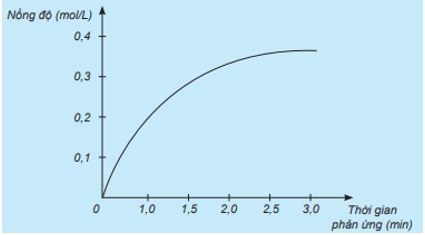 Nồng độ (mol/L)
0,4
0,3
0,2
0,1
0 1,0 1,5 2,0 2,5 3,0 Thời gian
phản ứng (min)